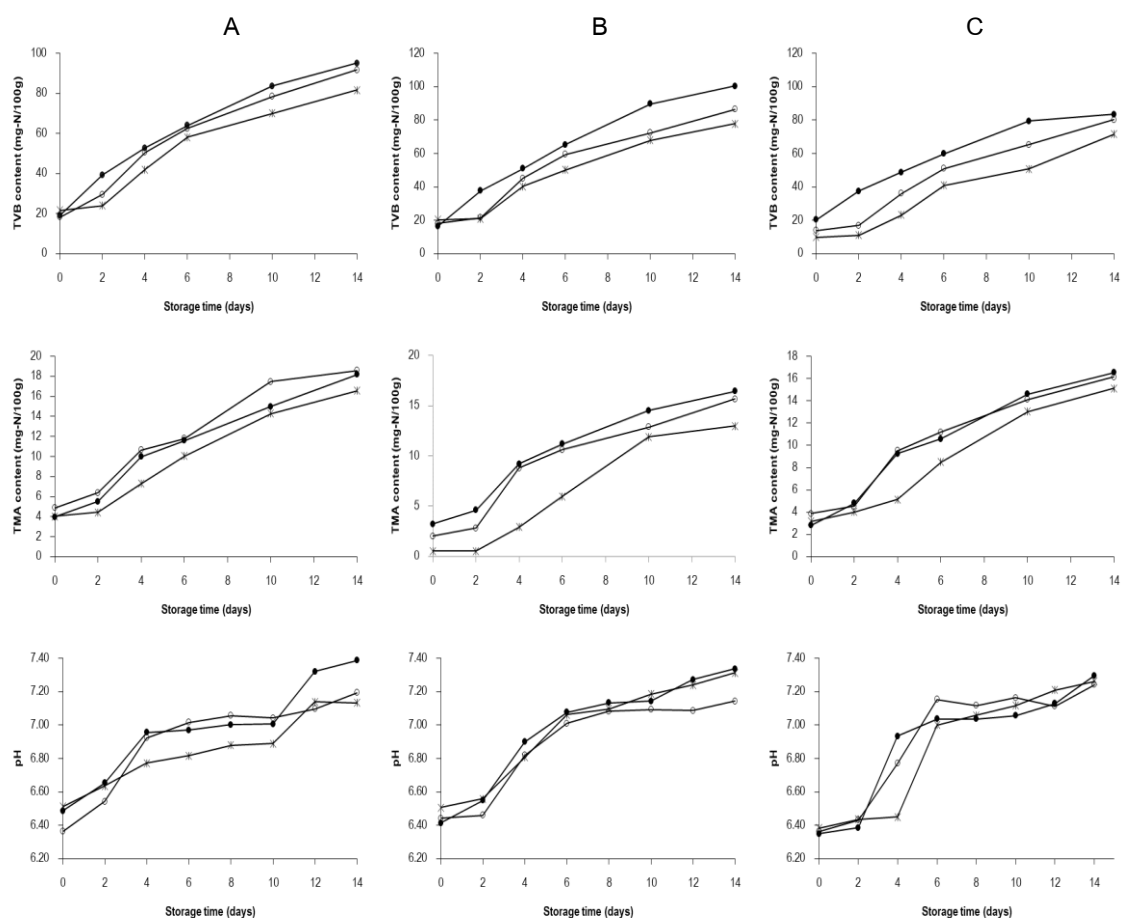 A
B
C
TVB content (mg-N/100g)
100
80
60
40
20
0
0 2 4 6 8 10 12 14
Storage time (days)
TVB content (mg-N/100g)
120
100
80
60
40
20
0
0 2 4 6 8 10 12 14
Storage time (days)
TVB content (mg-N/100g)
120
100
80
60
40
20
0
0 2 4 6 8 10 12 14
Storage time (days)
TMA content (mg-N/100g)
20
18
16
14
12
10
8
6
4
2
0
0 2 4 6 8 10 12 14
Storage time (days)
TMA content (mg-N/100g)
20
15
10
5
0
0 2 4 6 8 10 12 14
Storage time (days)
TMA content (mg-N/100g)
18
16
14
12
10
8
6
4
2
0
0 2 4 6 8 10 12 14
Storage time (days)
pH
7.40
7.20
7.00
6.80
6.60
6.40
6.20
0 2 4 6 8 10 12 14
Storage time (days)
pH
7.40
7.20
7.00
6.80
6.60
6.40
6.20
0 2 4 6 8 10 12 14
Storage time (days)
pH
7.40
7.20
7.00
6.80
6.60
6.40
6.20
0 2 4 6 8 10 12 14
Storage time (days)